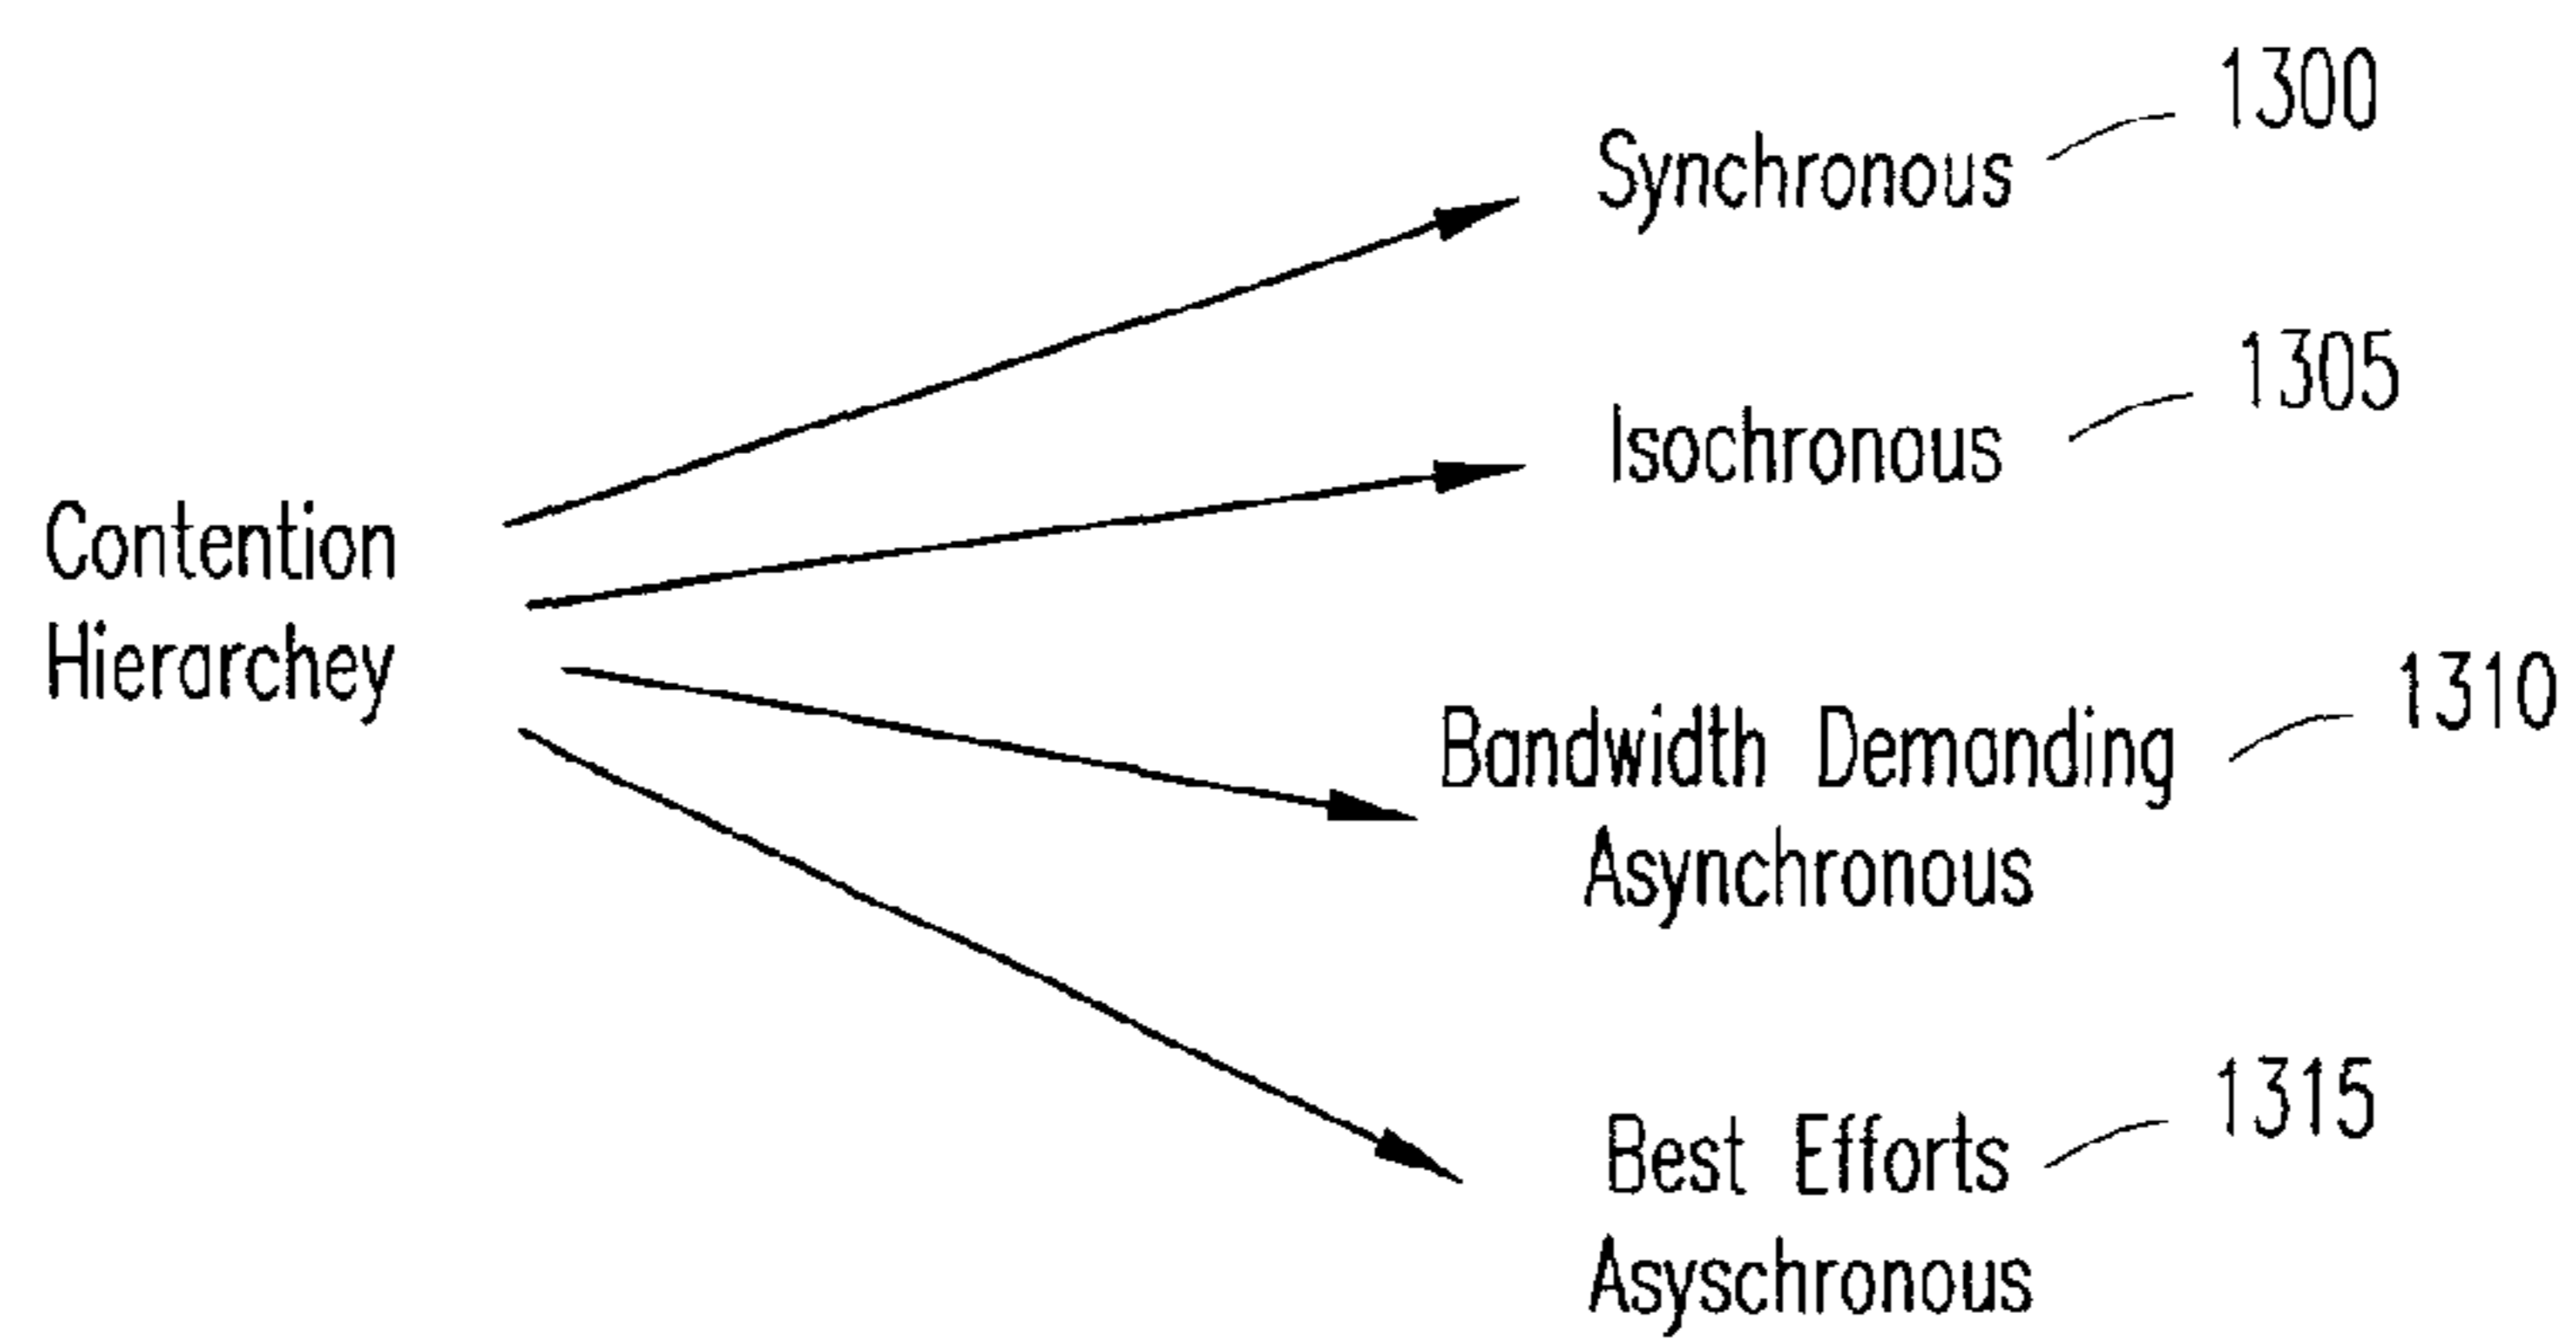 1300
Synchronous
1305
Isochronous
Contention
Hierarchey
1310
Bandwidth Demanding
Asynchronous
1315
Best Efforts
Asyschronous